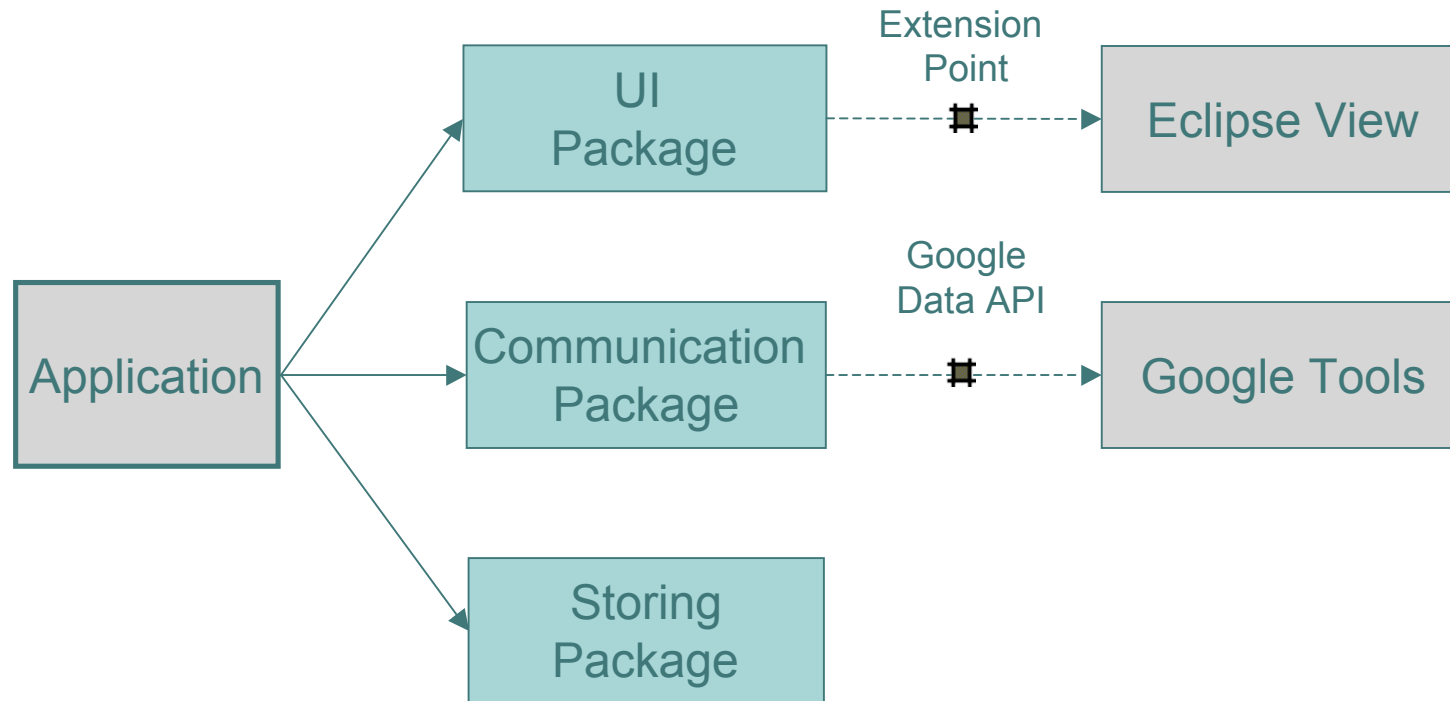 Extension
Point
UI
Package
Eclipse View
Google
Data API
Application
Communication
Package
Google Tools
Storing
Package